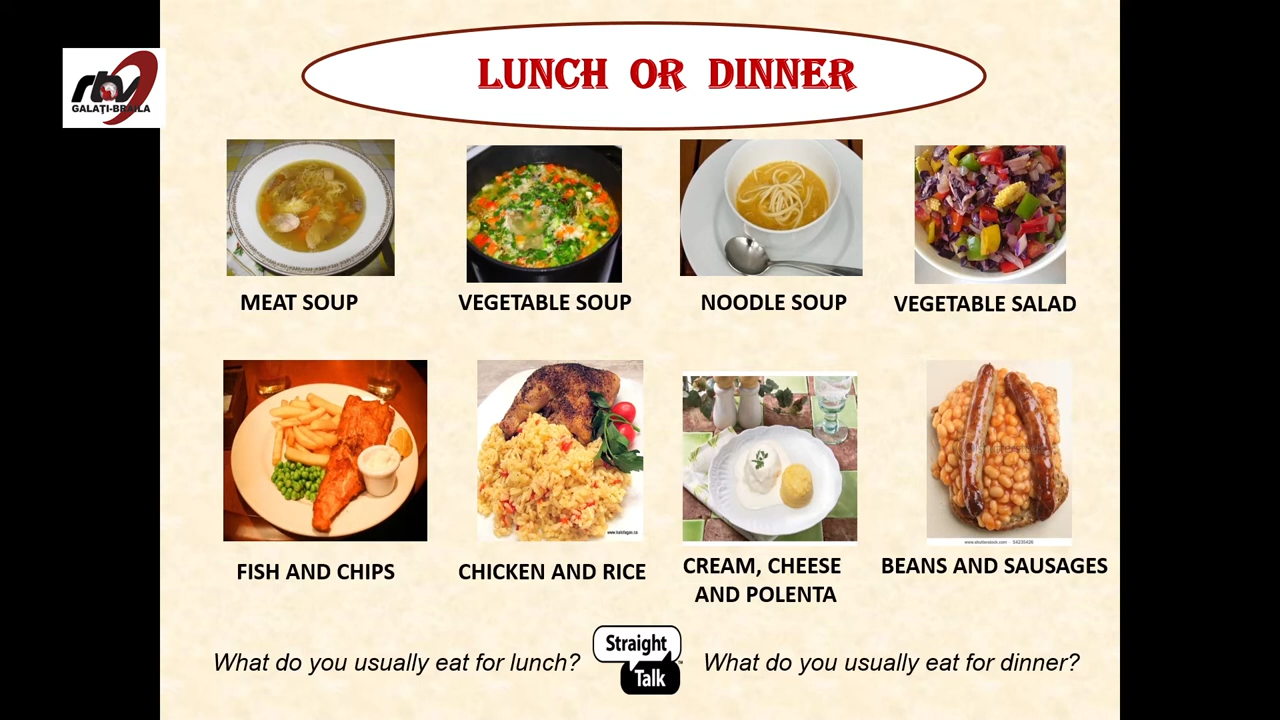 LUNCH OR DINNER
rtv
GALAŢI-BRĂILA
MEAT SOUP
VEGETABLE SOUP
NOODLE SOUP
VEGETABLE SALAD
FISH AND CHIPS
CHICKEN AND RICE
CREAM, CHEESE
AND POLENTA
BEANS AND SAUSAGES
What do you usually eat for lunch?
Straight
Talk
What do you usually eat for dinner?